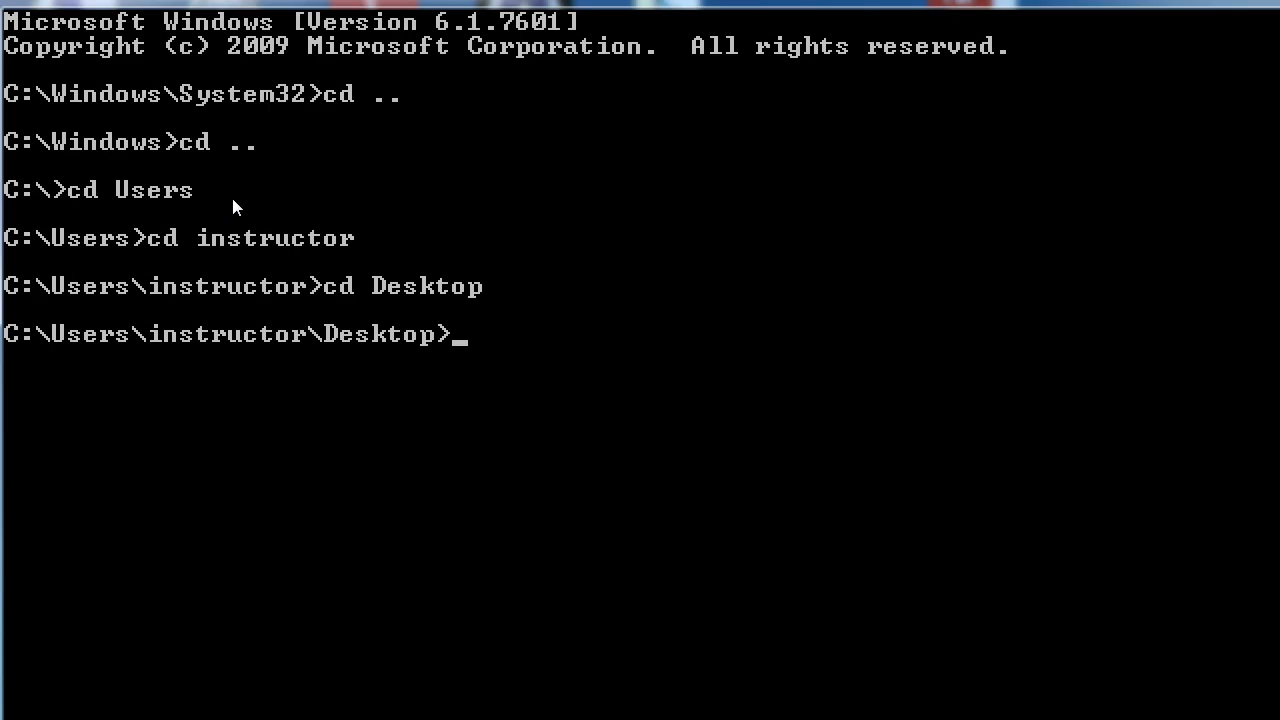 Microsoft Windows [Version 6.1.7601]
Copyright (c) 2009 Microsoft Corporation.  All rights reserved.
C:\Windows\System32>cd ..
C:\Windows>cd ..
C:\>cd Users
C:\Users>cd instructor
C:\Users\instructor>cd Desktop
C:\Users\instructor\Desktop>_